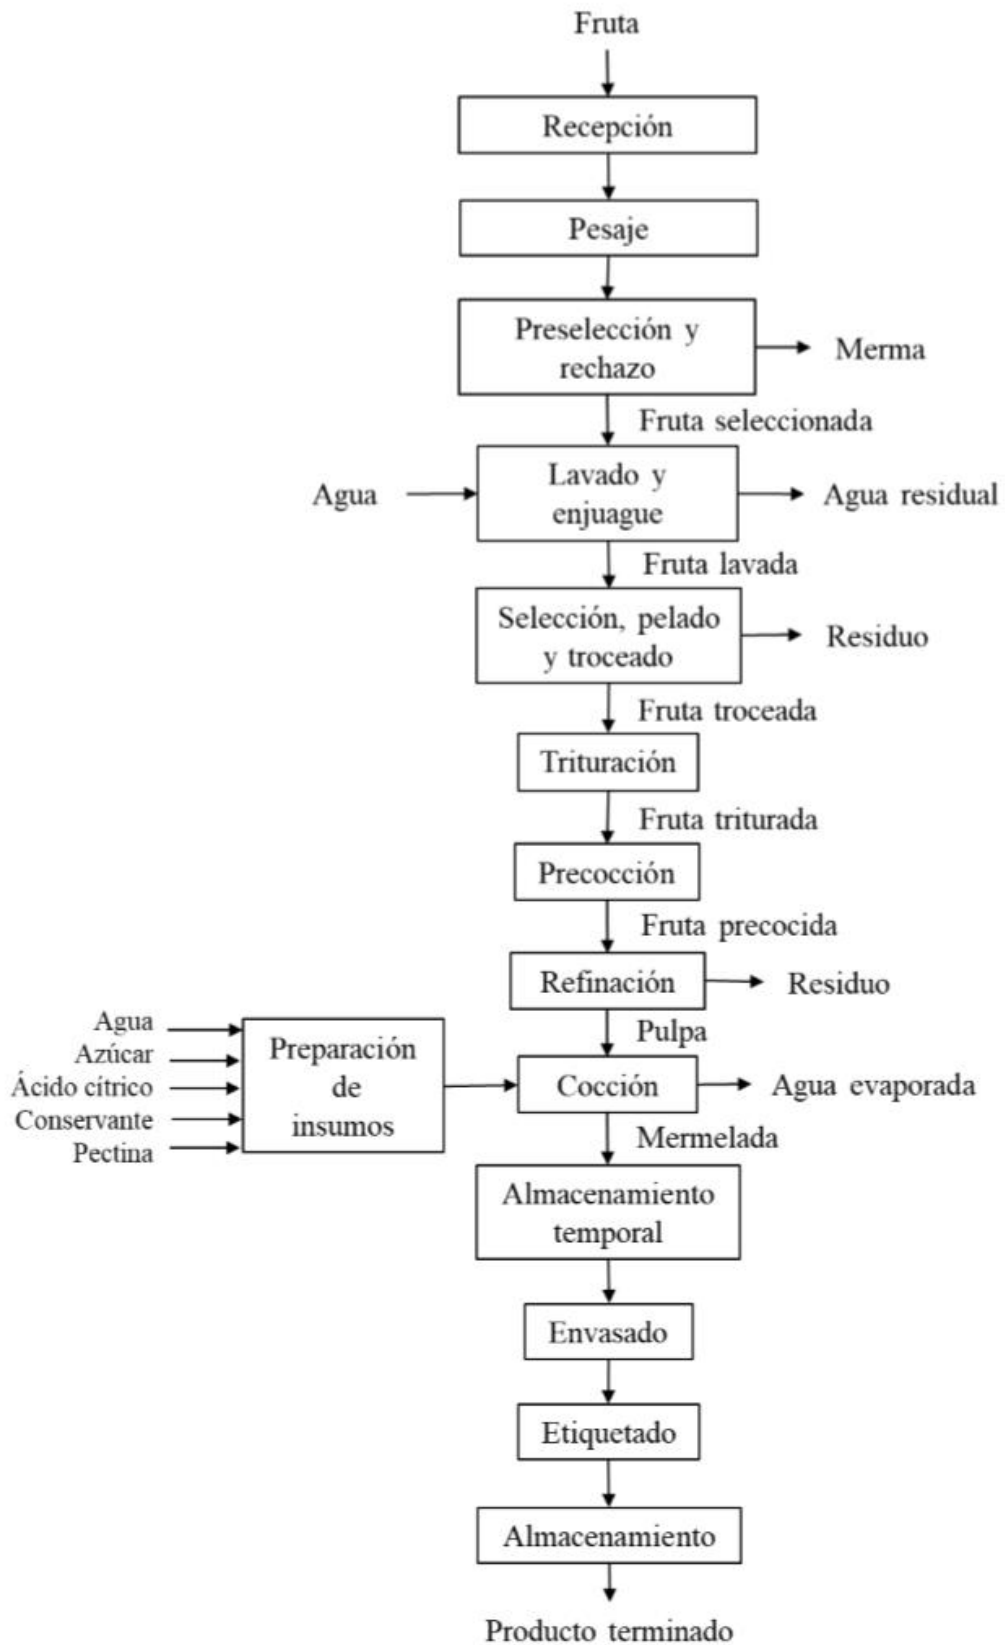 Fruta
Recepción
Pesaje
Preselección y
rechazo
Merma
Fruta seleccionada
Agua
Lavado y
enjuague
Agua residual
Fruta lavada
Selección, pelado
y troceado
Residuo
Fruta troceada
Trituración
Fruta triturada
Precocción
Fruta precocida
Refinación
Residuo
Pulpa
Agua
Azúcar
Ácido cítrico
Conservante
Pectina
Preparación
de
insumos
Cocción
Agua evaporada
Mermelada
Almacenamiento
temporal
Envasado
Etiquetado
Almacenamiento
Producto terminado